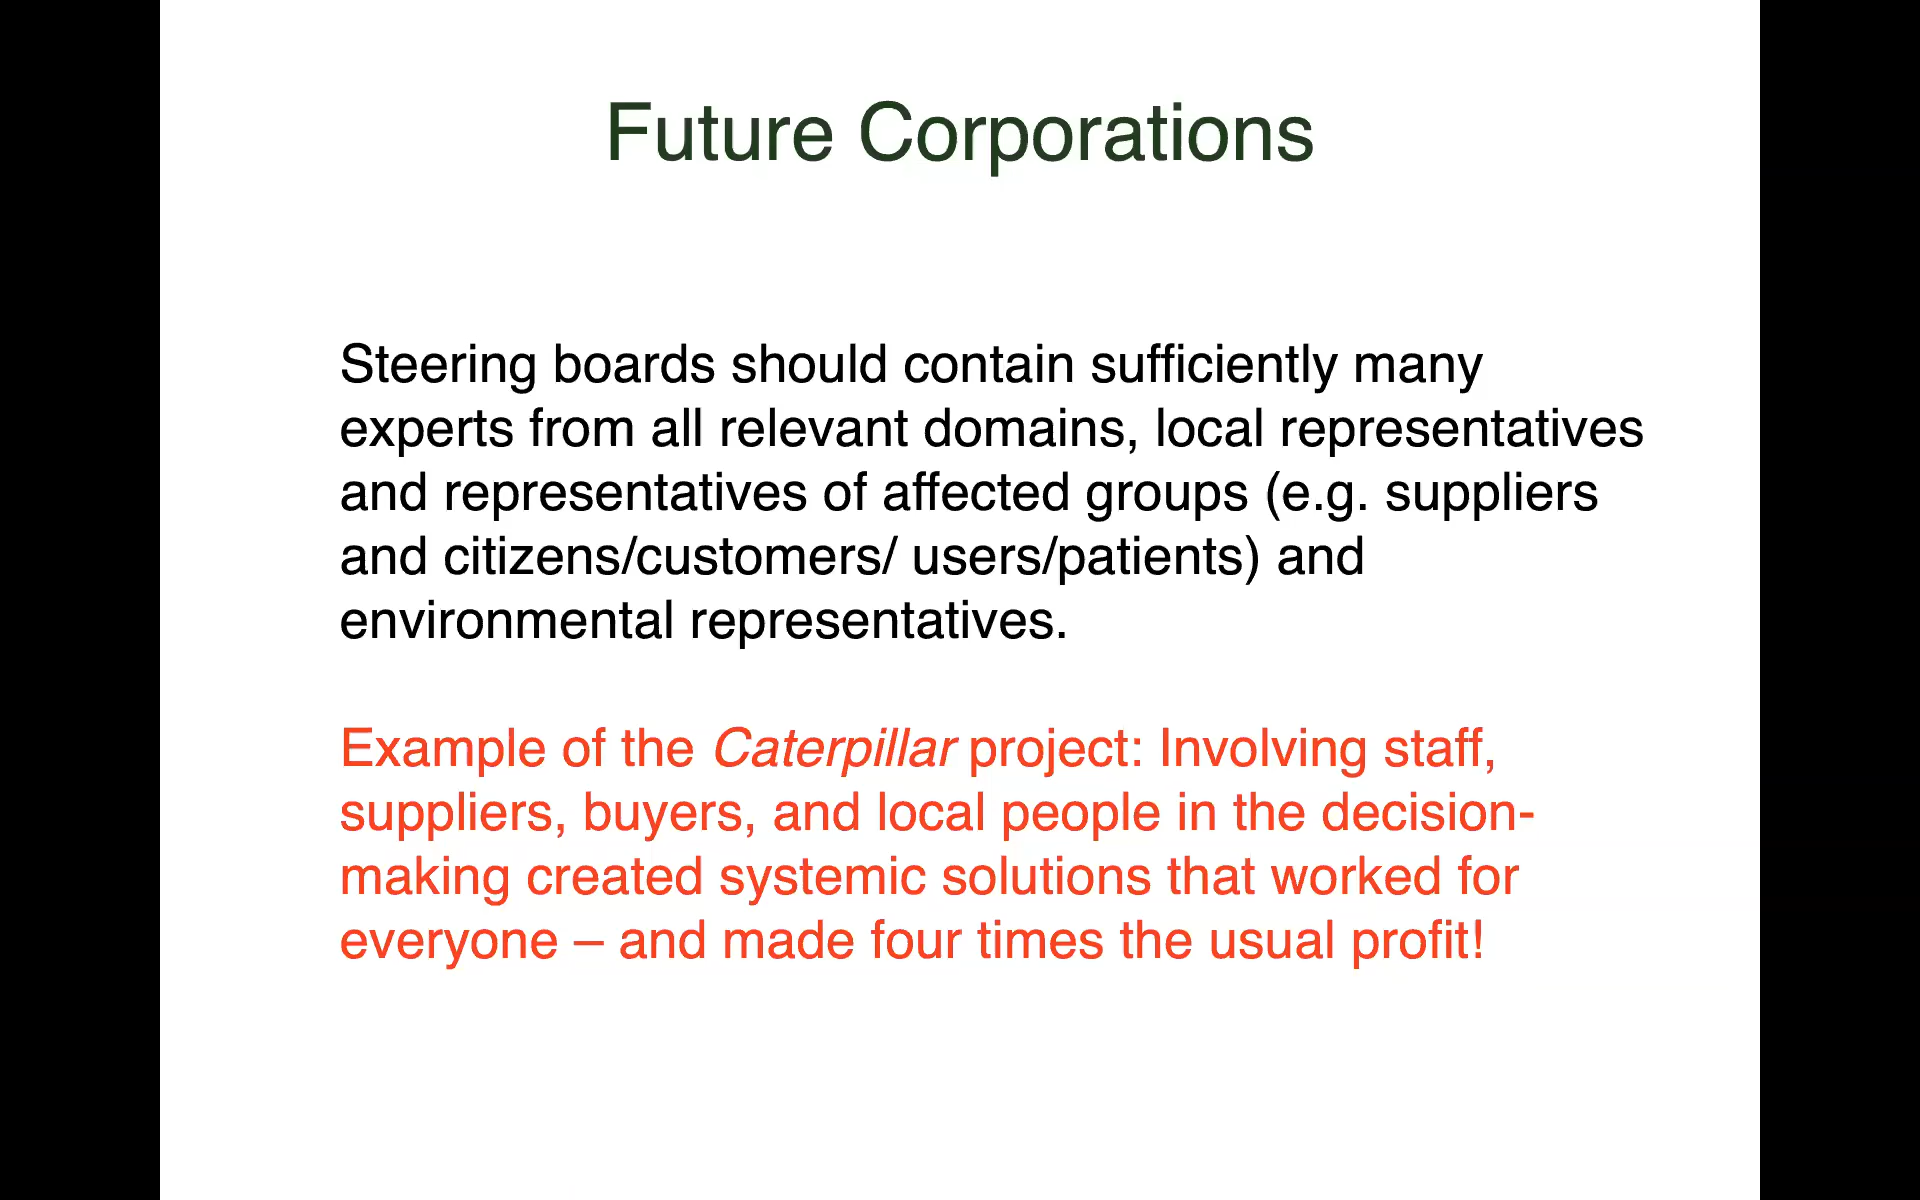 Future Corporations
Steering boards should contain sufficiently many
experts from all relevant domains, local representatives
and representatives of affected groups (e.g. suppliers
and citizens/customers/ users/patients) and
environmental representatives.
Example of the Caterpillar project: Involving staff,
suppliers, buyers, and local people in the decision-
making created systemic solutions that worked for
everyone – and made four times the usual profit!